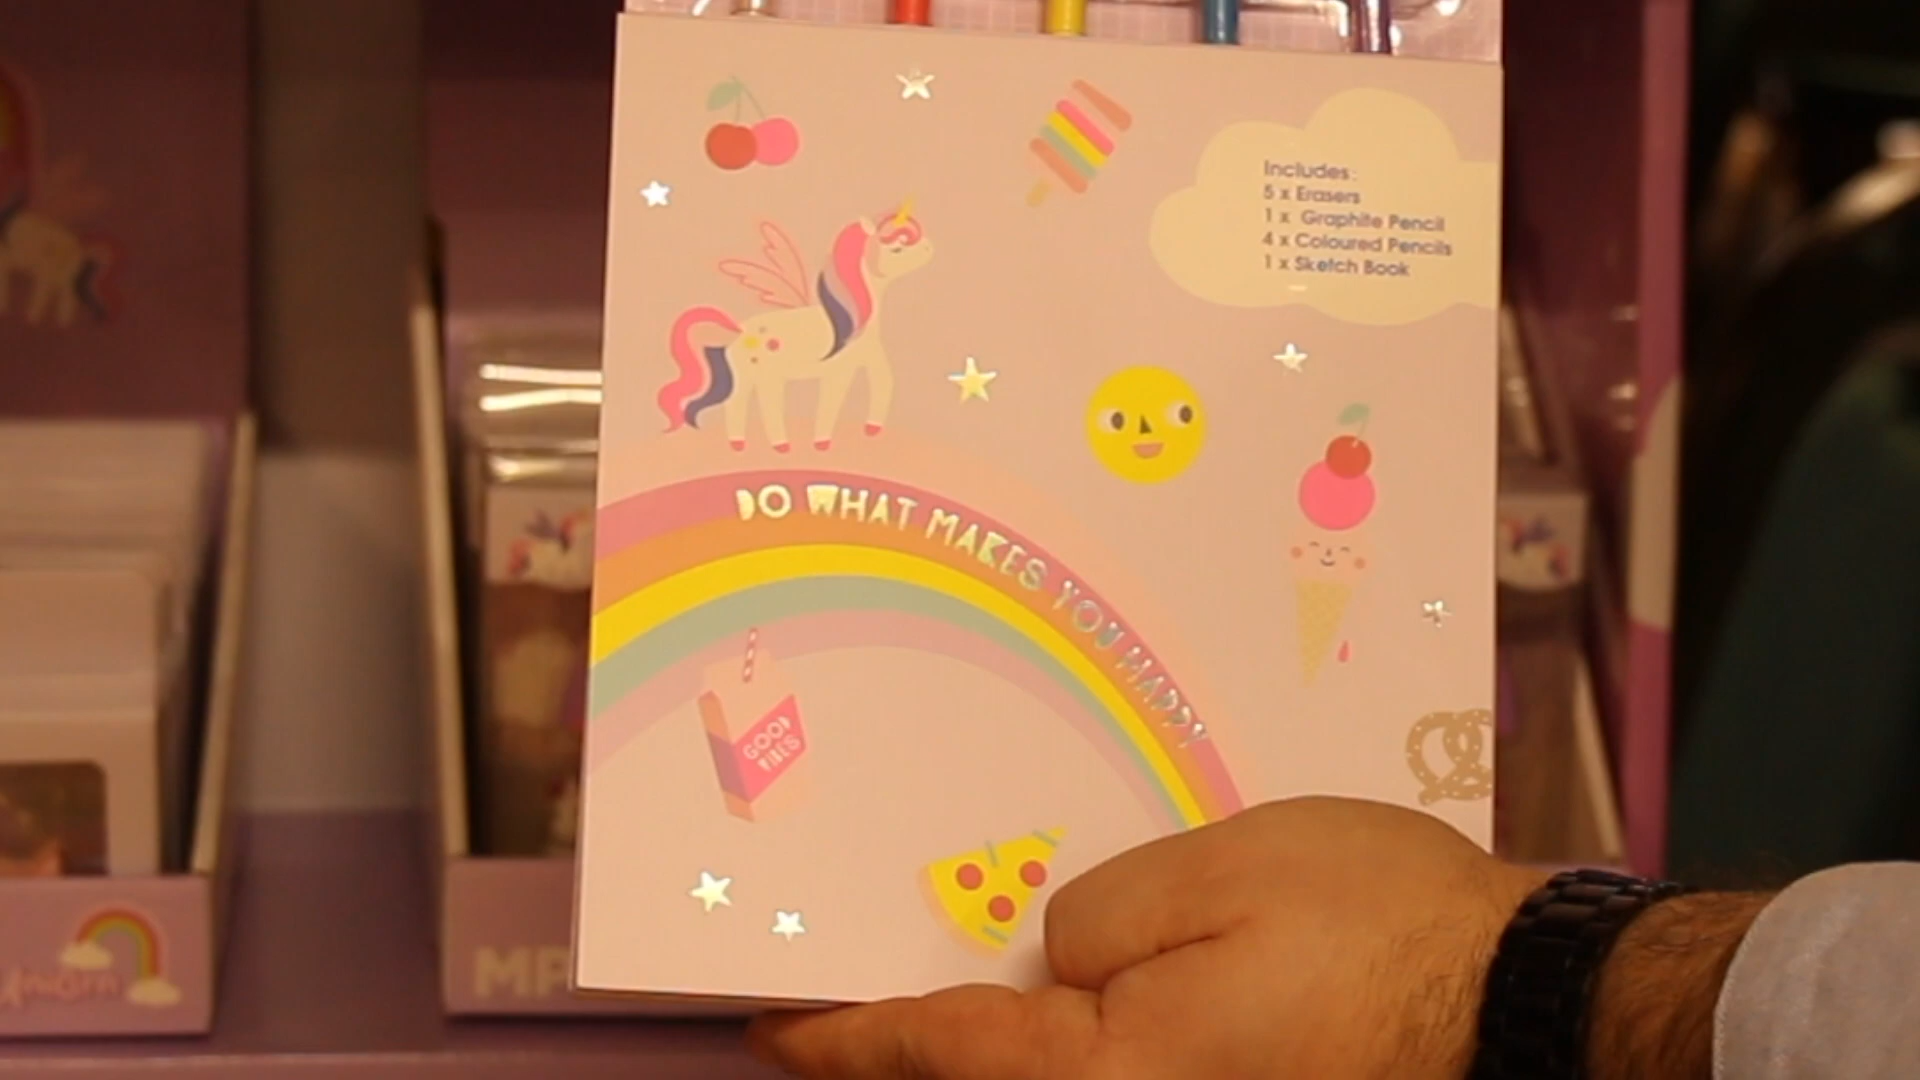 Includes:
5 x Erasers
1 x Graphite Pencil
4 x Coloured Pencils
1 x Sketch Book
DO WHAT MAKES YOU HAPPY
GOOD
VIBES